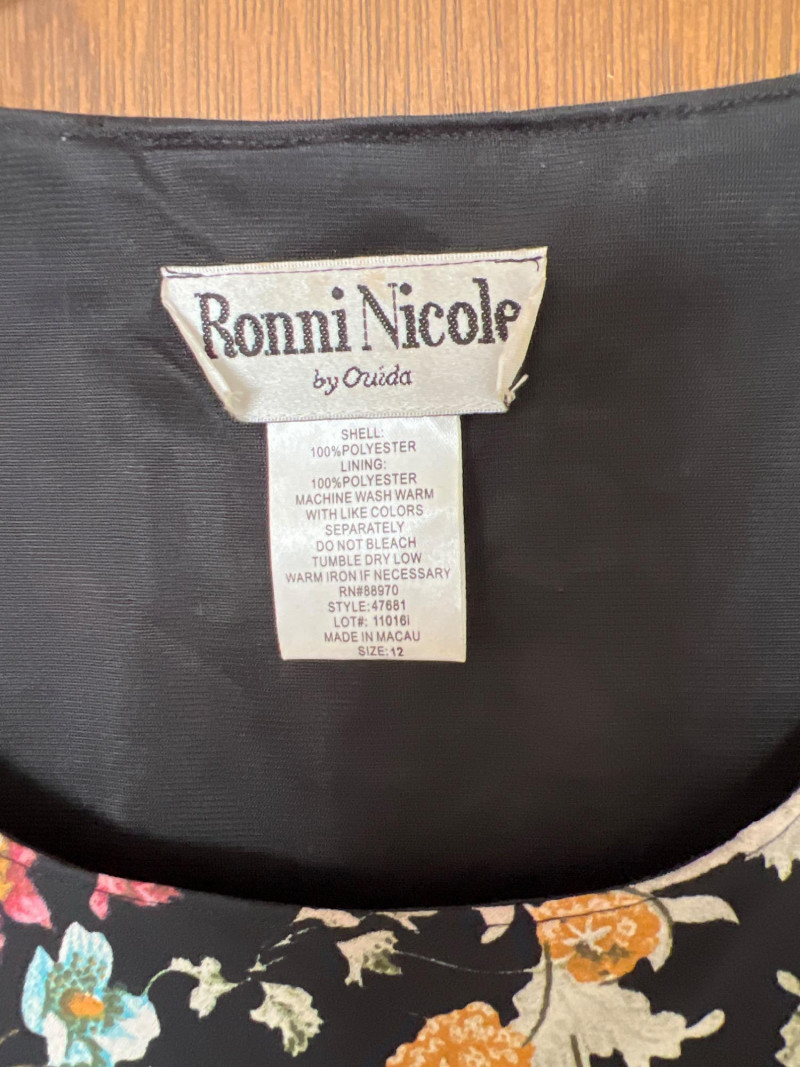 Ronni Nicole
by Ouida
SHELL:
100%POLYESTER
LINING:
100%POLYESTER
MACHINE WASH WARM
WITH LIKE COLORS
SEPARATELY
DO NOT BLEACH
TUMBLE DRY LOW
WARM IRON IF NECESSARY
RN#88970
STYLE:47681
LOT#: 11016I
MADE IN MACAU
SIZE:12